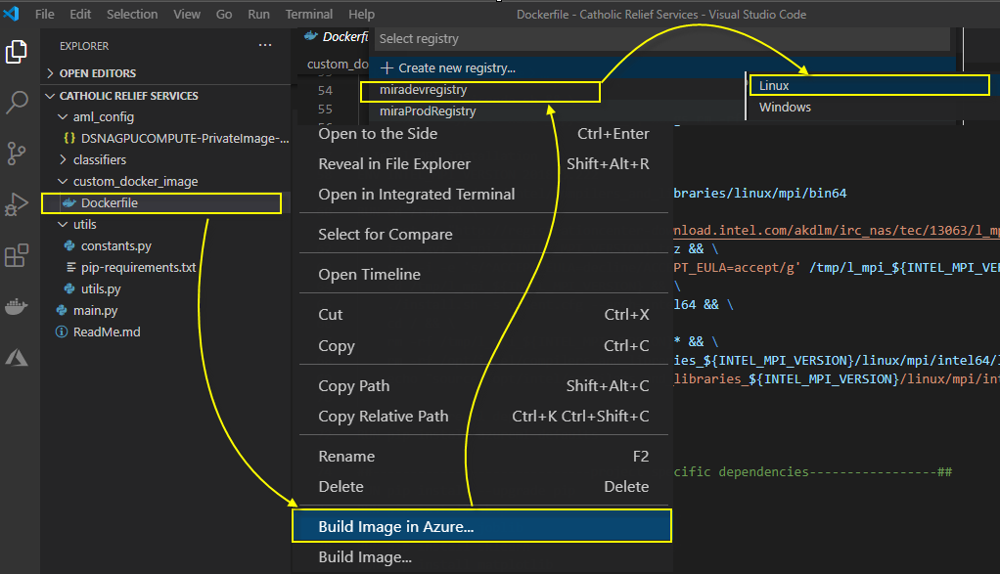 File Edit Selection View Go Run Terminal Help
Dockerfile - Catholic Relief Services - Visual Studio Code
EXPLORER
OPEN EDITORS
CATHOLIC RELIEF SERVICES
aml_config
{} DSNAGPUCOMPUTE-PrivateImage-...
classifiers
custom_docker_image
Dockerfile
utils
constants.py
pip-requirements.txt
utils.py
main.py
ReadMe.md
Dockerfi
custom_do
54
55
Select registry
+ Create new registry...
miradevregistry
miraProdRegistry
Linux
Windows
Open to the Side Ctrl+Enter
Reveal in File Explorer Shift+Alt+R
Open in Integrated Terminal
Select for Compare
Open Timeline
Cut Ctrl+X
Copy Ctrl+C
Copy Path Shift+Alt+C
Copy Relative Path Ctrl+K Ctrl+Shift+C
Rename F2
Delete Delete
Build Image in Azure...
Build Image...
braries/linux/mpi/bin64
nload.intel.com/akdlm/irc_nas/tec/13063/l_mp
z && \
PT_EULA=accept/g' /tmp/l_mpi_${INTEL_MPI_VE
\
l64 && \
* && \
ies_${INTEL_MPI_VERSION}/linux/mpi/intel64/l
libraries_${INTEL_MPI_VERSION}/linux/mpi/int
cific dependencies----------------##